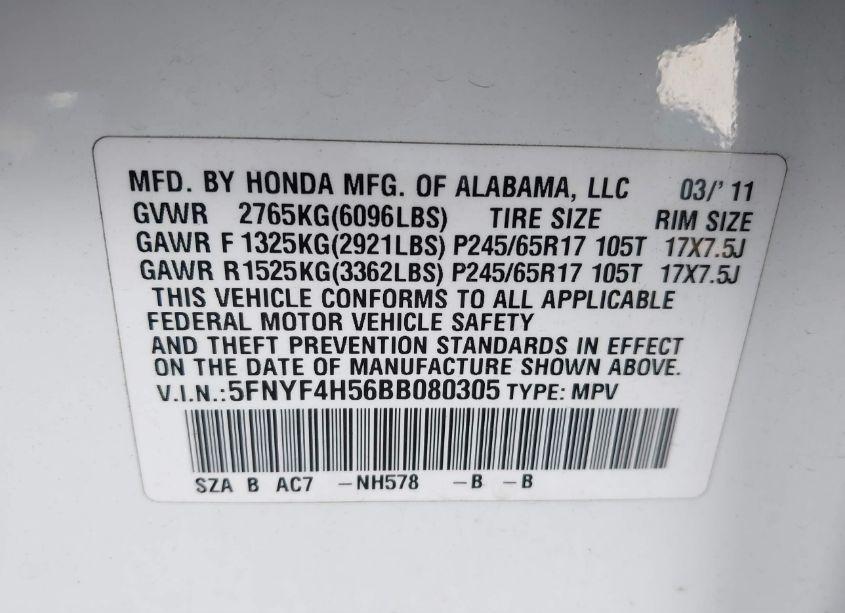 MFD. BY HONDA MFG. OF ALABAMA, LLC 03/' 11
GVWR 2765KG(6096LBS) TIRE SIZE RIM SIZE
GAWR F 1325KG(2921LBS) P245/65R17 105T 17X7.5J
GAWR R 1525KG(3362LBS) P245/65R17 105T 17X7.5J
THIS VEHICLE CONFORMS TO ALL APPLICABLE
FEDERAL MOTOR VEHICLE SAFETY
AND THEFT PREVENTION STANDARDS IN EFFECT
ON THE DATE OF MANUFACTURE SHOWN ABOVE.
V.I.N.:5FNYF4H56BB080305 TYPE: MPV
SZA B AC7 –NH578 –B –B